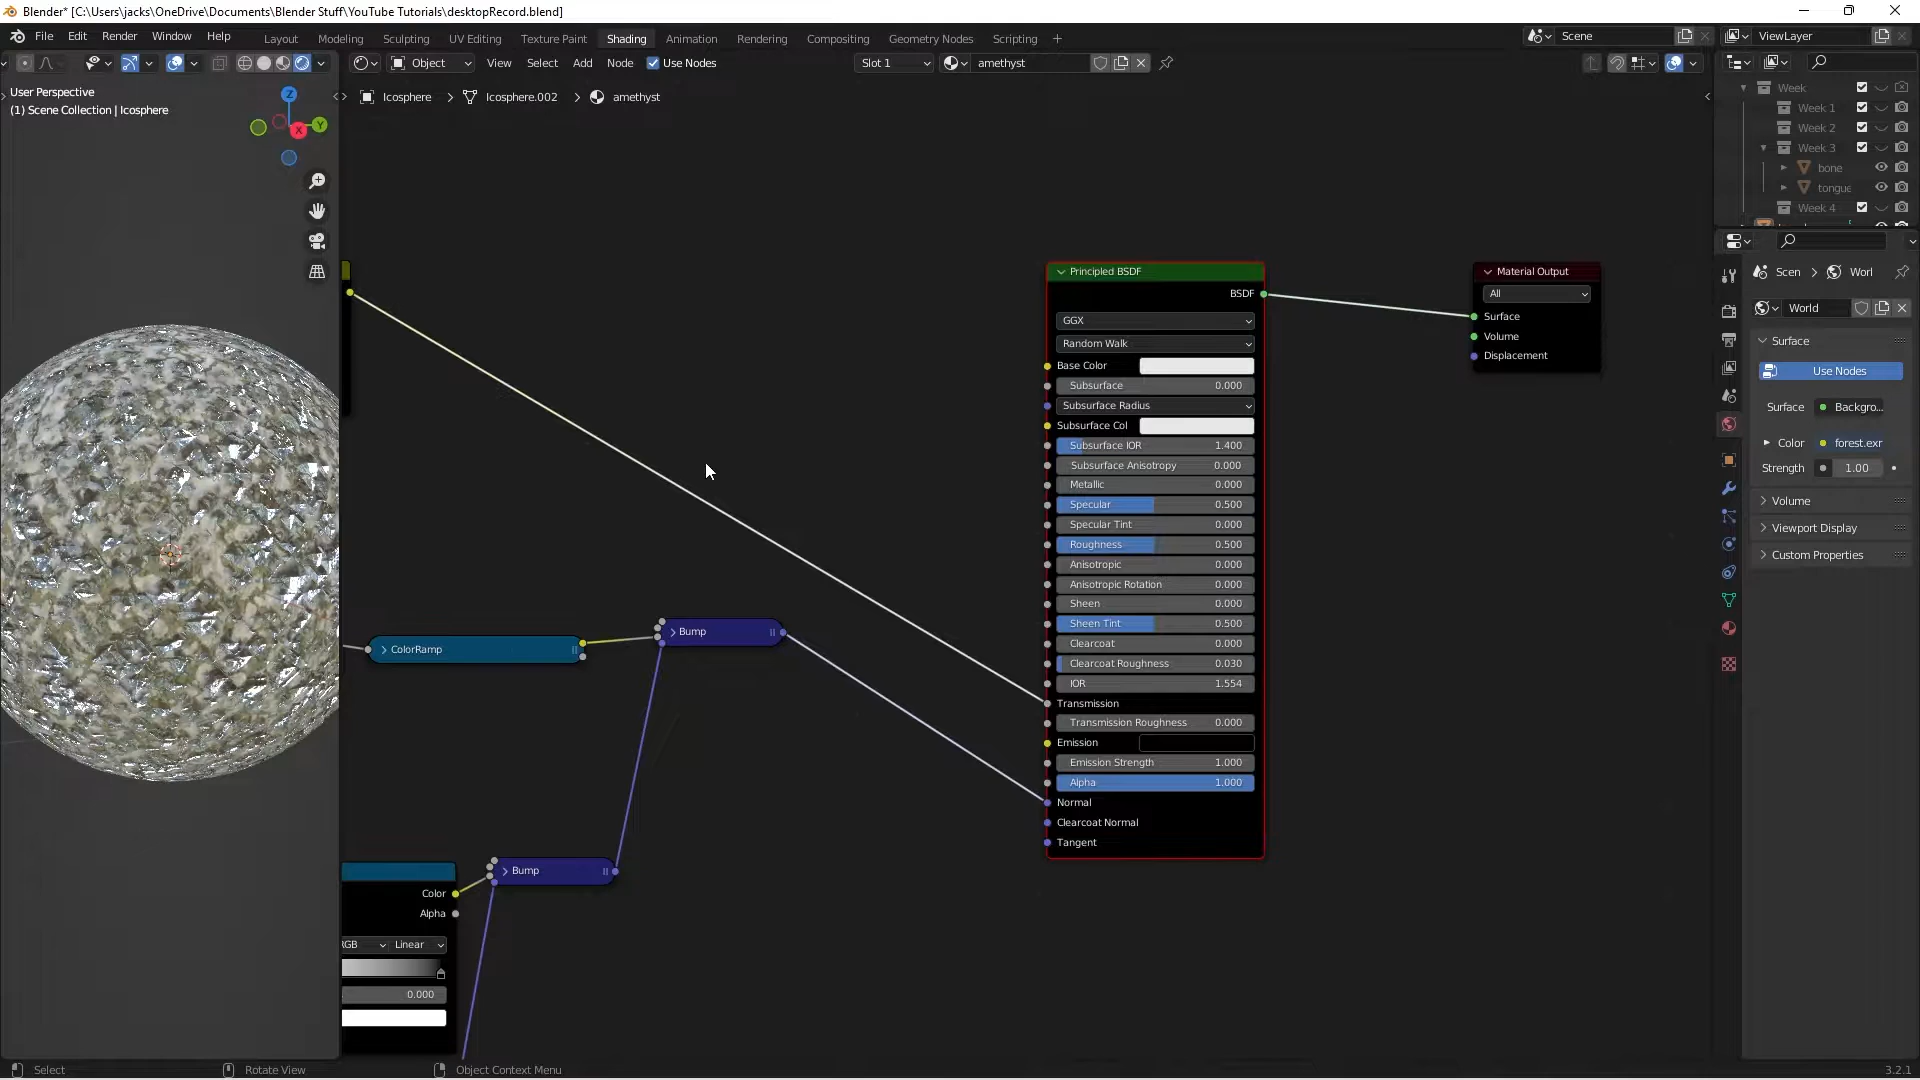 Blender* [C:\Users\jacks\OneDrive\Documents\Blender Stuff\YouTube Tutorials\desktopRecord.blend]
File Edit Render Window Help Layout Modeling Sculpting UV Editing Texture Paint Shading Animation Rendering Compositing Geometry Nodes Scripting + Scene ViewLayer
Object View Select Add Node Use Nodes Slot 1 amethyst
User Perspective
(1) Scene Collection | Icosphere
Icosphere > Icosphere.002 > amethyst
Z
Y
X
Week
Week 1
Week 2
Week 3
bone
tongue
Week 4
Scen > Worl
World
Surface
Use Nodes
Surface Backgro...
Color forest.exr
Strength 1.00
Volume
Viewport Display
Custom Properties
Principled BSDF
BSDF
GGX
Random Walk
Base Color
Subsurface 0.000
Subsurface Radius
Subsurface Col
Subsurface IOR 1.400
Subsurface Anisotropy 0.000
Metallic 0.000
Specular 0.500
Specular Tint 0.000
Roughness 0.500
Anisotropic 0.000
Anisotropic Rotation 0.000
Sheen 0.000
Sheen Tint 0.500
Clearcoat 0.000
Clearcoat Roughness 0.030
IOR 1.554
Transmission
Transmission Roughness 0.000
Emission
Emission Strength 1.000
Alpha 1.000
Normal
Clearcoat Normal
Tangent
Material Output
All
Surface
Volume
Displacement
ColorRamp
Bump
Bump
Color
Alpha
RGB Linear
0.000
Select Rotate View Object Context Menu 3.2.1